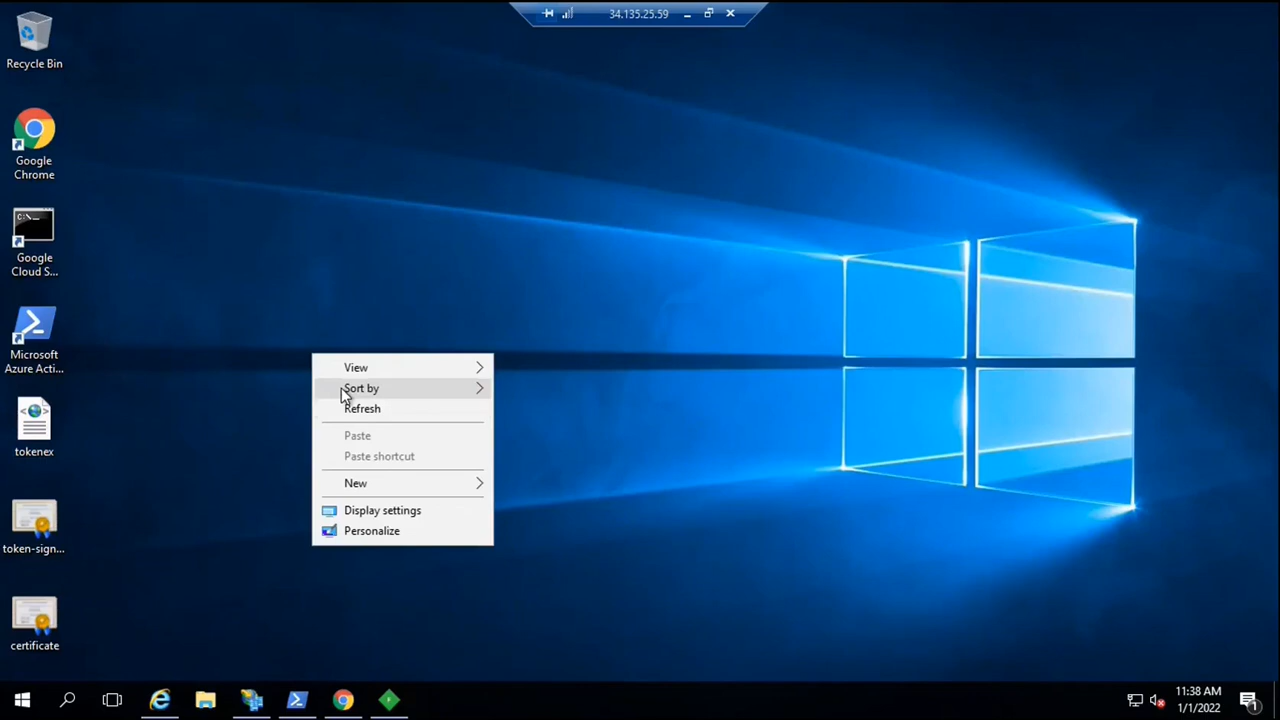 34.135.25.59
Recycle Bin
Google
Chrome
Google
Cloud S...
Microsoft
Azure Acti...
tokenex
token-sign...
certificate
View
Sort by
Refresh
Paste
Paste shortcut
New
Display settings
Personalize
11:38 AM
1/1/2022
1